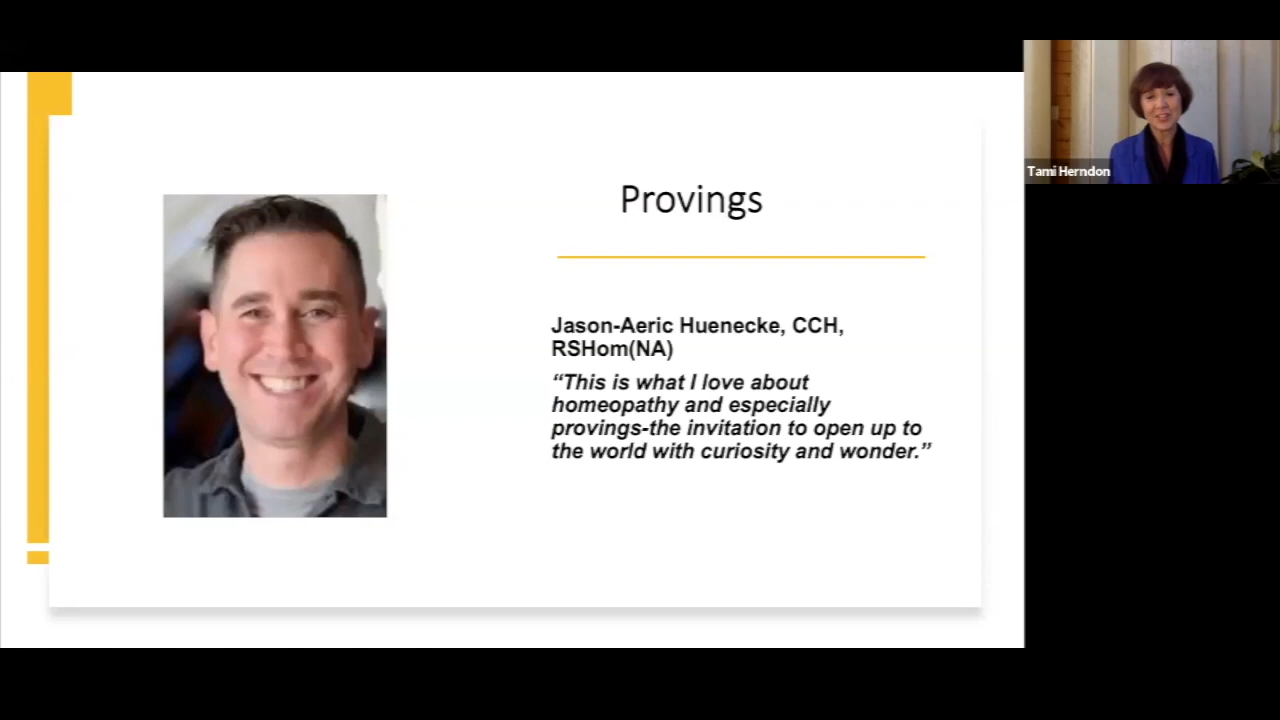 Provings
Jason-Aeric Huenecke, CCH,
RSHom(NA)
“This is what I love about
homeopathy and especially
provings-the invitation to open up to
the world with curiosity and wonder.”
Tami Herndon